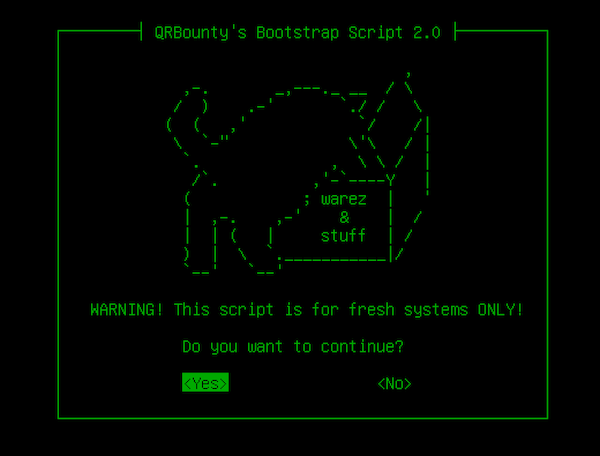 QRBounty's Bootstrap Script 2.0
warez
&
stuff
WARNING! This script is for fresh systems ONLY!
Do you want to continue?
<Yes> <No>